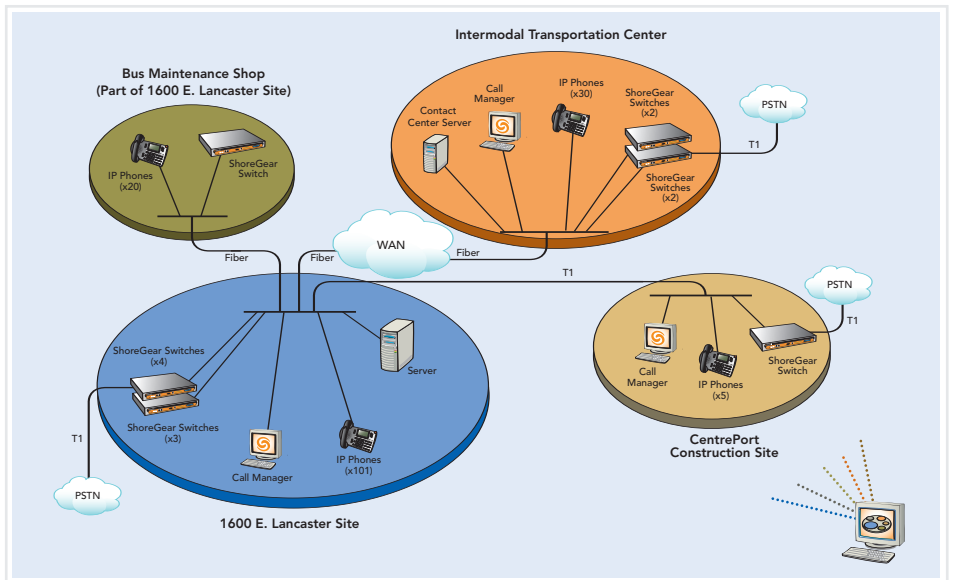 Intermodal Transportation Center
Bus Maintenance Shop
(Part of 1600 E. Lancaster Site)
IP Phones
(x20)
ShoreGear
Switch
Contact
Center Server
Call
Manager
IP Phones
(x30)
ShoreGear
Switches
(x2)
ShoreGear
Switches
(x2)
PSTN
T1
Fiber
Fiber
WAN
Fiber
T1
ShoreGear Switches
(x4)
ShoreGear Switches
(x3)
T1
PSTN
Call Manager
IP Phones
(x101)
Server
1600 E. Lancaster Site
Call
Manager
IP Phones
(x5)
ShoreGear
Switch
PSTN
T1
CentrePort
Construction Site